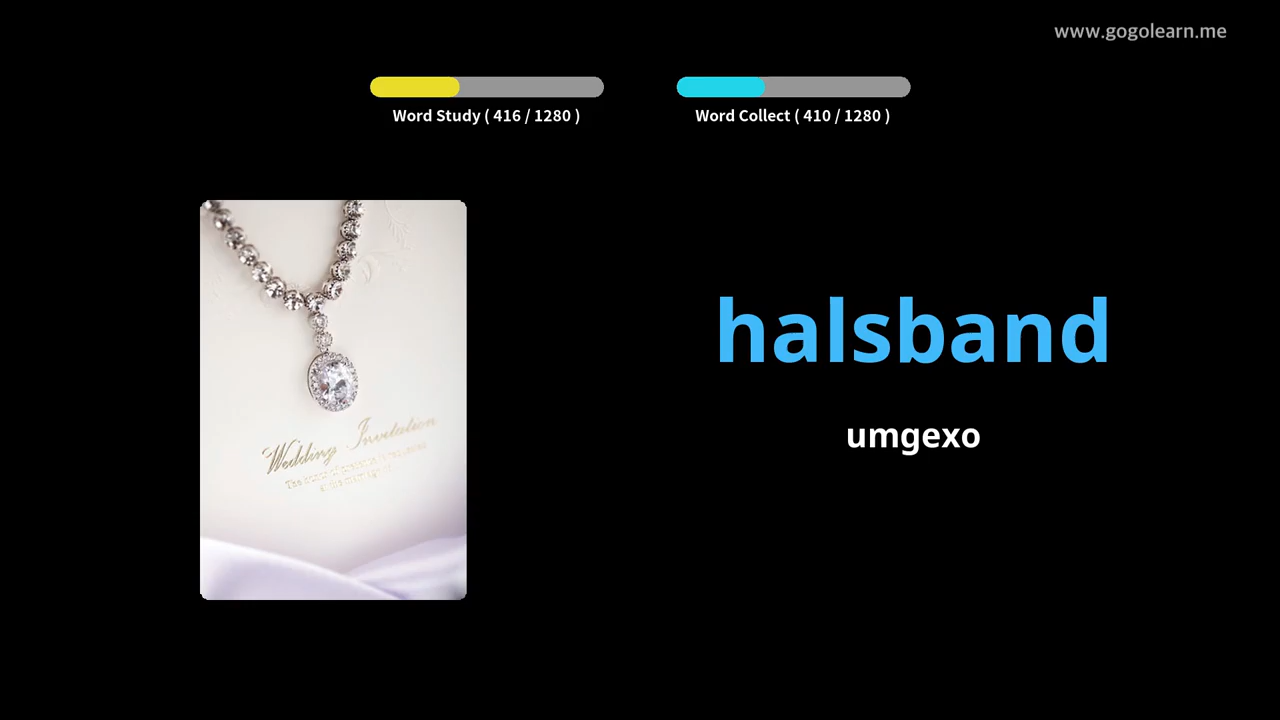 www.gogolearn.me
Word Study ( 416 / 1280 )
Word Collect ( 410 / 1280 )
halsband
umgexo
Wedding Invitation